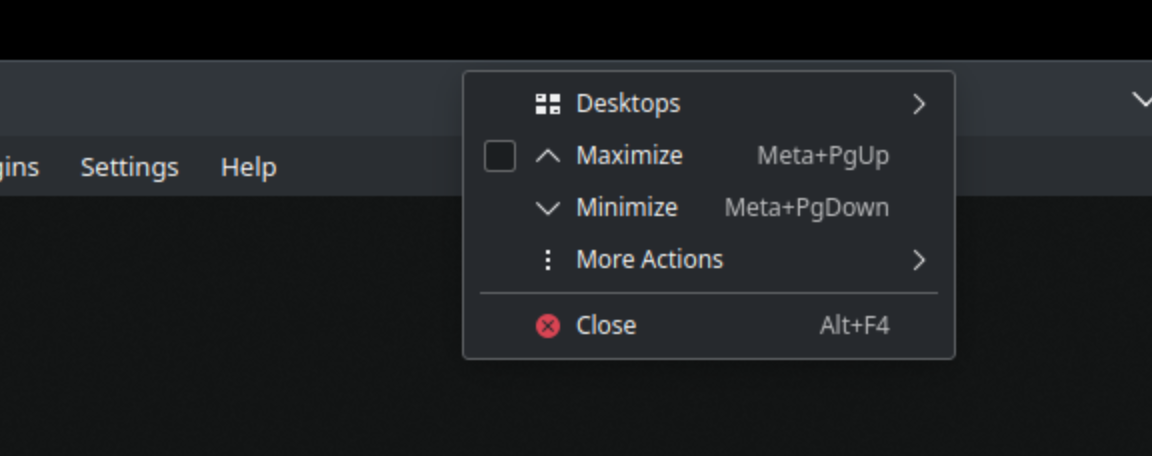 Settings Help
Desktops
Maximize Meta+PgUp
Minimize Meta+PgDown
More Actions
Close Alt+F4